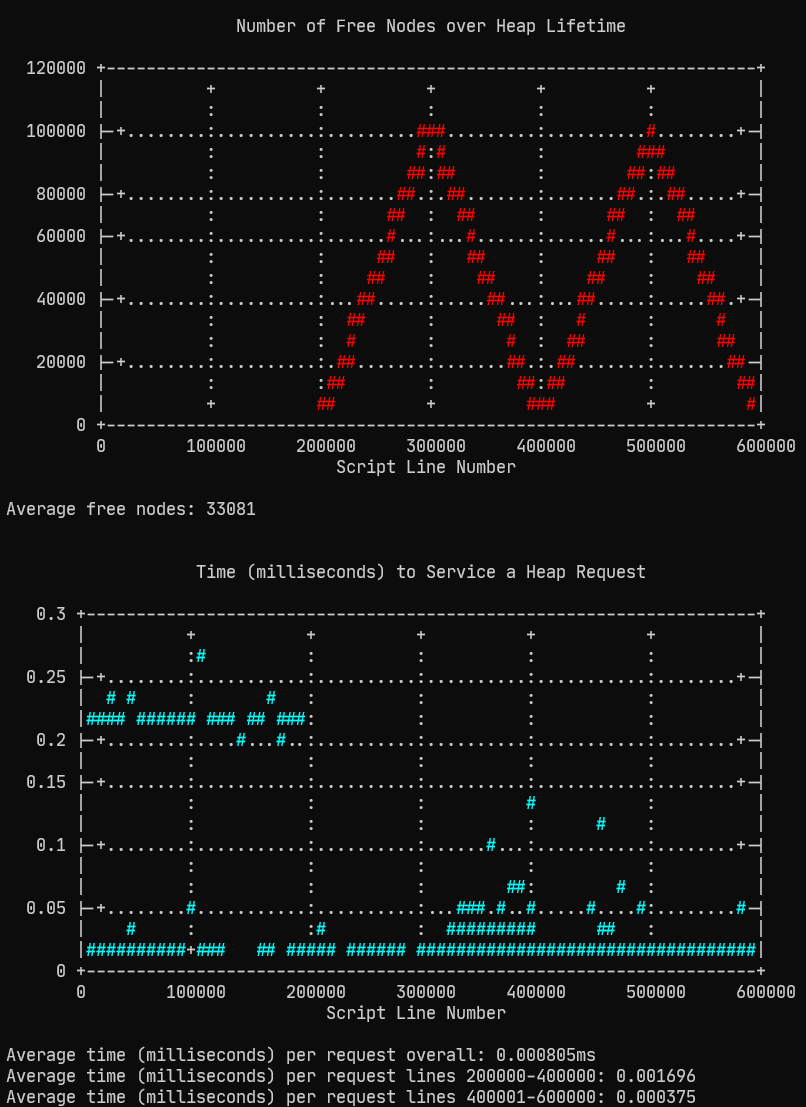 Number of Free Nodes over Heap Lifetime
120000
100000
80000
60000
40000
20000
0
0 100000 200000 300000 400000 500000 600000
Script Line Number
Average free nodes: 33081
Time (milliseconds) to Service a Heap Request
0.3
0.25
0.2
0.15
0.1
0.05
0
0 100000 200000 300000 400000 500000 600000
Script Line Number
Average time (milliseconds) per request overall: 0.000805ms
Average time (milliseconds) per request lines 200000-400000: 0.001696
Average time (milliseconds) per request lines 400001-600000: 0.000375